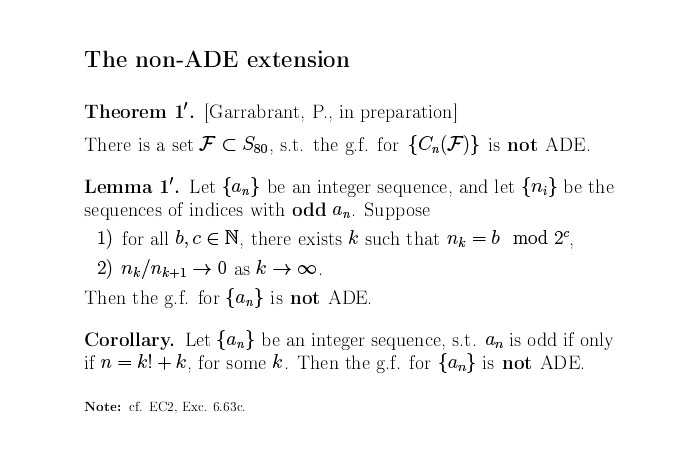 The non-ADE extension
Theorem 1′. [Garrabrant, P., in preparation]
There is a set 𝓕 ⊂ S₈₀, s.t. the g.f. for {Cₙ(𝓕)} is not ADE.
Lemma 1′. Let {aₙ} be an integer sequence, and let {nᵢ} be the
sequences of indices with odd aₙ. Suppose
1) for all b, c ∈ ℕ, there exists k such that nₖ = b mod 2ᶜ,
2) nₖ/nₖ₊₁ → 0 as k → ∞.
Then the g.f. for {aₙ} is not ADE.
Corollary. Let {aₙ} be an integer sequence, s.t. aₙ is odd if only
if n = k! + k, for some k. Then the g.f. for {aₙ} is not ADE.
Note: cf. EC2, Exc. 6.63c.